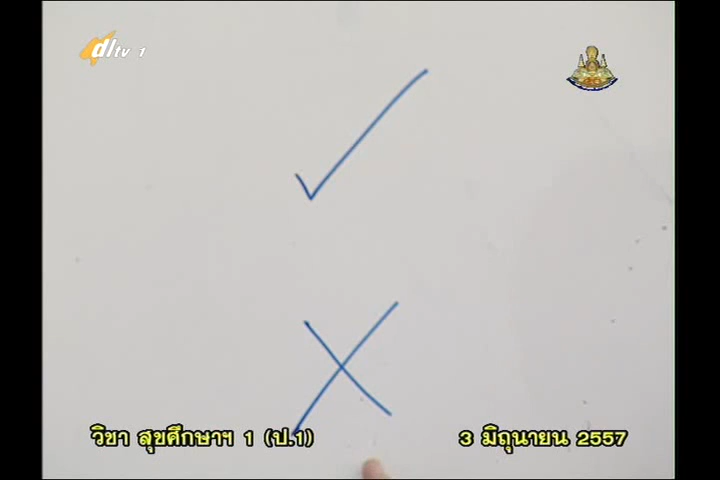 dltv 1
✓
✗
วิชา สุขศึกษาฯ 1 (ป.1)
3 มิถุนายน 2557